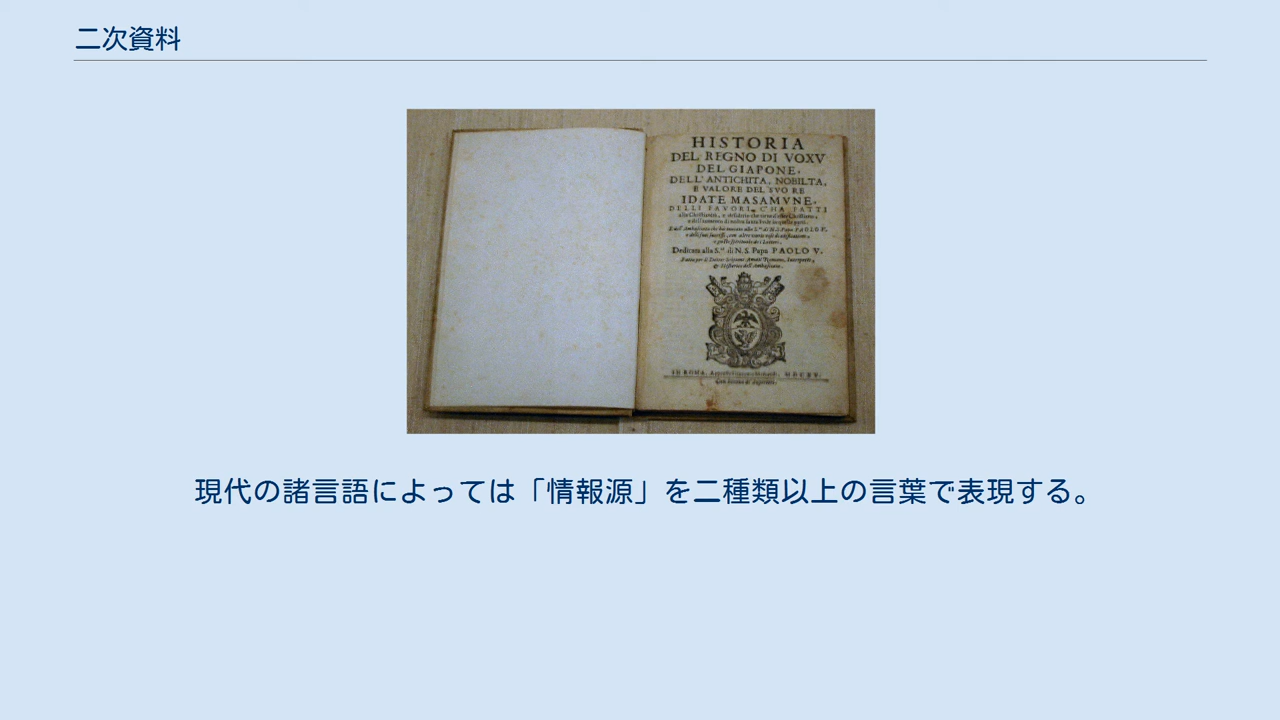 二次資料
HISTORIA
DEL REGNO DI VOXV
DEL GIAPONE,
DELL'ANTICHITA, NOBILTA,
E VALORE DEL SVO RE
IDATE MASAMVNE,
DELLI FAVORI, C'HA FATTI
Dedicata alla S.tà di N.S. Papa PAOLO V.
IN ROMA,
現代の諸言語によっては「情報源」を二種類以上の言葉で表現する。